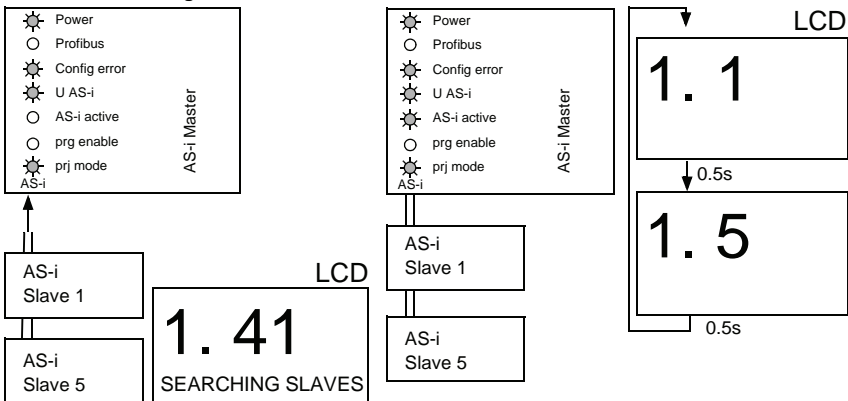 Power
Profibus
Config error
U AS-i
AS-i active
prg enable
prj mode
AS-i
AS-i Master
AS-i
Slave 1
AS-i
Slave 5
LCD
1. 41
SEARCHING SLAVES
Power
Profibus
Config error
U AS-i
AS-i active
prg enable
prj mode
AS-i
AS-i Master
AS-i
Slave 1
AS-i
Slave 5
LCD
1. 1
0.5s
1. 5
0.5s